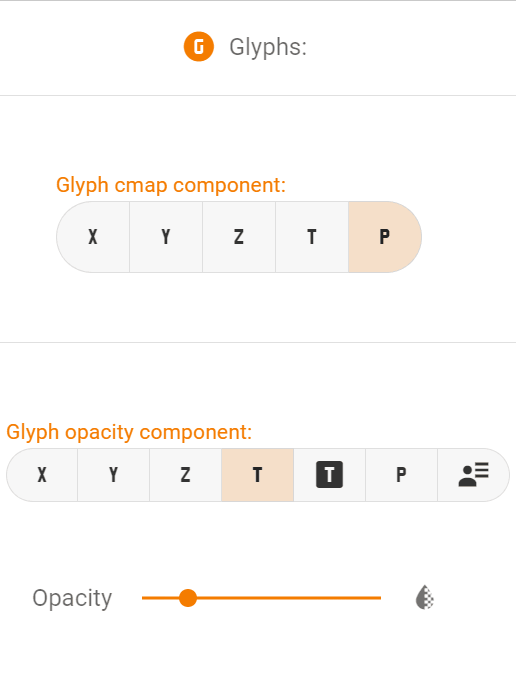 G Glyphs:
Glyph cmap component:
X Y Z T P
Glyph opacity component:
X Y Z T T P
Opacity